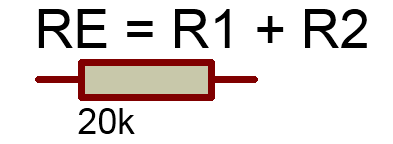 RE = R1 + R2
20k